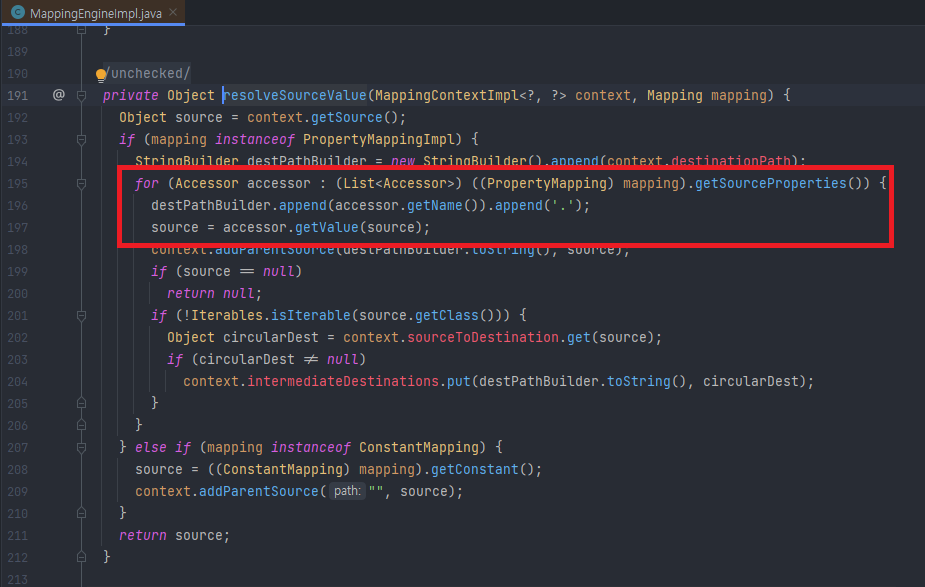 MappingEngineImpl.java
188 }
189
190 /unchecked/
191 @ private Object resolveSourceValue(MappingContextImpl<?, ?> context, Mapping mapping) {
192 Object source = context.getSource();
193 if (mapping instanceof PropertyMappingImpl) {
194 StringBuilder destPathBuilder = new StringBuilder().append(context.destinationPath);
195 for (Accessor accessor : (List<Accessor>) ((PropertyMapping) mapping).getSourceProperties()) {
196 destPathBuilder.append(accessor.getName()).append('.');
197 source = accessor.getValue(source);
198 context.addParentSource(destPathBuilder.toString(), source);
199 if (source == null)
200 return null;
201 if (!Iterables.isIterable(source.getClass())) {
202 Object circularDest = context.sourceToDestination.get(source);
203 if (circularDest != null)
204 context.intermediateDestinations.put(destPathBuilder.toString(), circularDest);
205 }
206 }
207 } else if (mapping instanceof ConstantMapping) {
208 source = ((ConstantMapping) mapping).getConstant();
209 context.addParentSource( path: "", source);
210 }
211 return source;
212 }
213